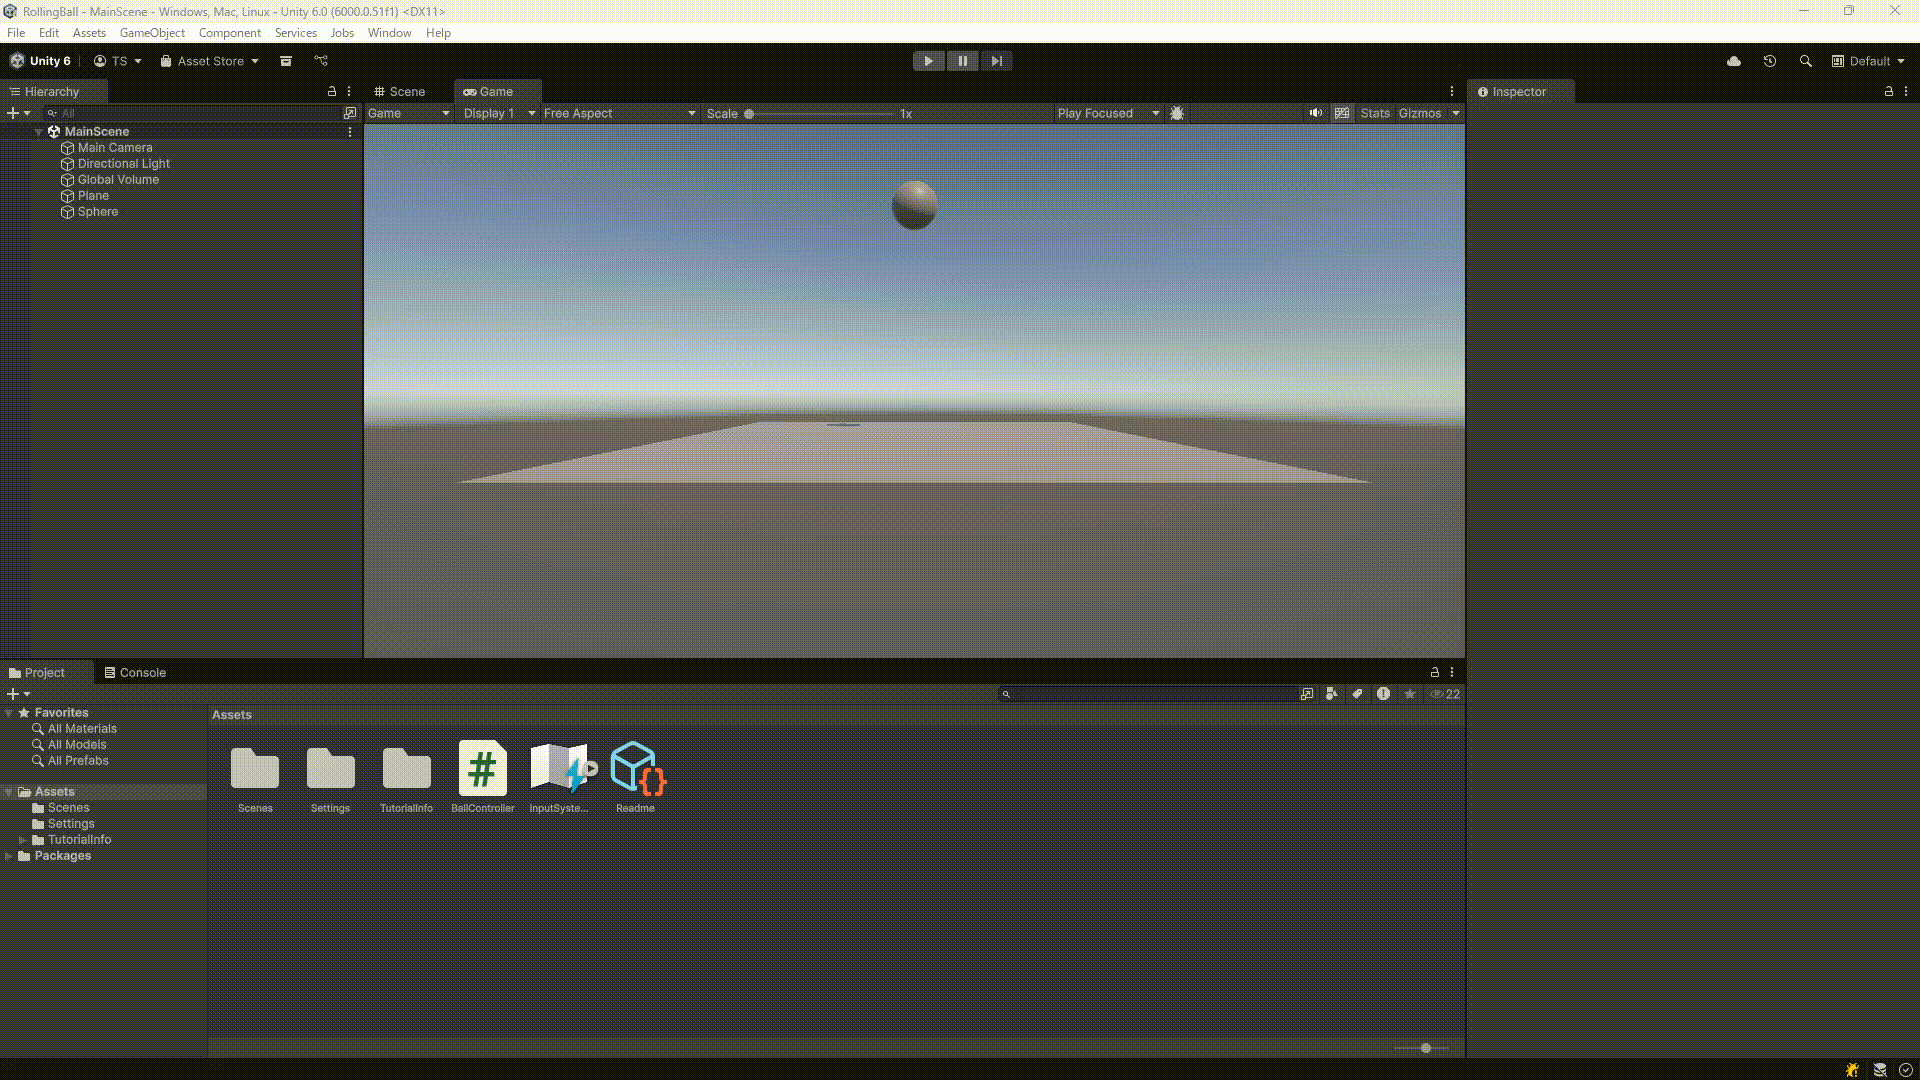 RollingBall - MainScene - Windows, Mac, Linux - Unity 6.0 (6000.0.51f1) <DX11>
File Edit Assets GameObject Component Services Jobs Window Help
Unity 6 TS Asset Store Default
Hierarchy
All
MainScene
Main Camera
Directional Light
Global Volume
Plane
Sphere
Scene Game
Game Display 1 Free Aspect Scale 1x Play Focused Stats Gizmos
Inspector
Project Console
22
Favorites
All Materials
All Models
All Prefabs
Assets
Scenes
Settings
TutorialInfo
Packages
Assets
Scenes Settings TutorialInfo BallController InputSyste... Readme